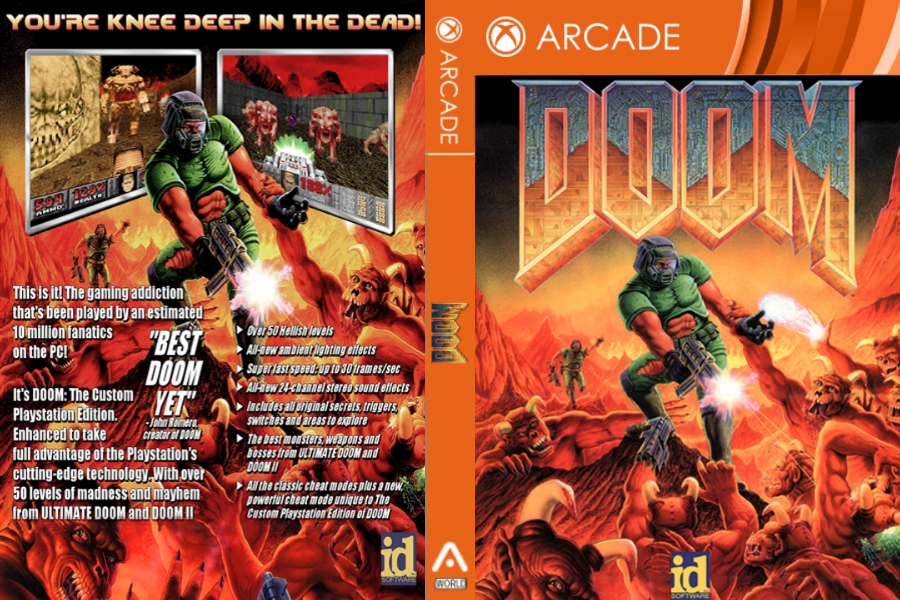 YOU'RE KNEE DEEP IN THE DEAD!
This is it! The gaming addiction
that's been played by an estimated
10 million fanatics
on the PC!
It's DOOM: The Custom
Playstation Edition.
Enhanced to take
full advantage of the Playstation's
cutting-edge technology. With over
50 levels of madness and mayhem
from ULTIMATE DOOM and DOOM II
"BEST
DOOM
YET"
- John Romero,
creator of DOOM
Over 50 Hellish levels
All-new ambient lighting effects
Super fast speed: up to 30 frames/sec
All-new 24-channel stereo sound effects
Includes all original secrets, triggers,
switches and areas to explore
The best monsters, weapons and
bosses from ULTIMATE DOOM and
DOOM II
All the classic cheat modes plus a new,
powerful cheat mode unique to The
Custom Playstation Edition of DOOM
id
SOFTWARE
ARCADE
DOOM
WORLD
ARCADE
DOOM
id
SOFTWARE